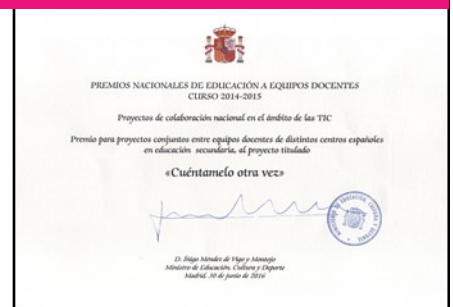 PREMIOS NACIONALES DE EDUCACIÓN A EQUIPOS DOCENTES
CURSO 2014-2015
Proyectos de colaboración nacional en el ámbito de las TIC
Premio para proyectos conjuntos entre equipos docentes de distintos centros españoles
en educación secundaria, al proyecto titulado
«Cuéntamelo otra vez»
D. Íñigo Méndez de Vigo y Montojo
Ministro de Educación, Cultura y Deporte
Madrid, 30 de junio de 2016